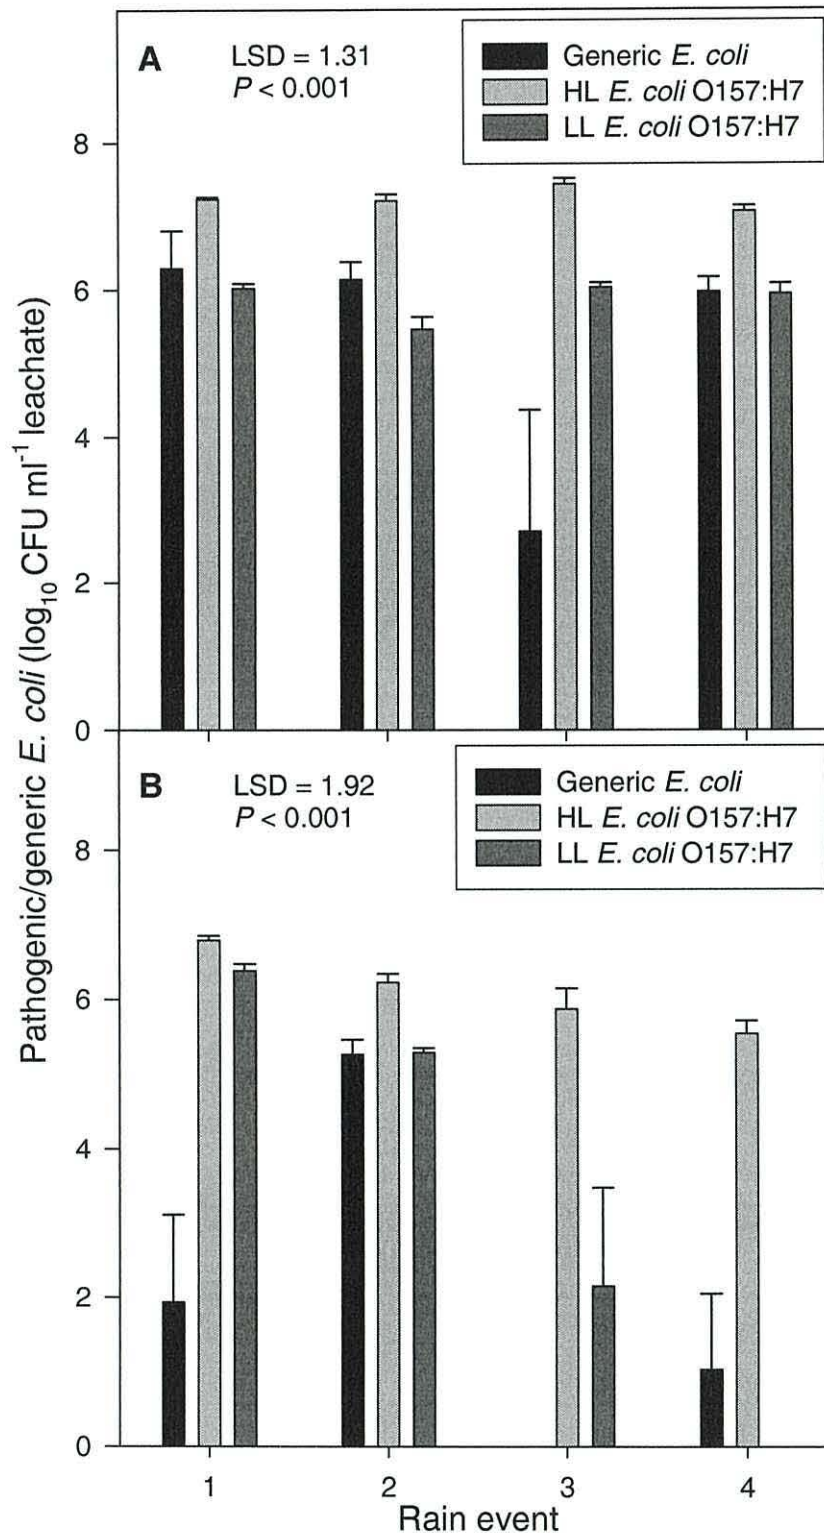 A
LSD = 1.31
P < 0.001
Generic E. coli
HL E. coli O157:H7
LL E. coli O157:H7
8
6
4
2
0
Pathogenic/generic E. coli (log10 CFU ml-1 leachate)
B
LSD = 1.92
P < 0.001
Generic E. coli
HL E. coli O157:H7
LL E. coli O157:H7
8
6
4
2
0
1 2 3 4
Rain event